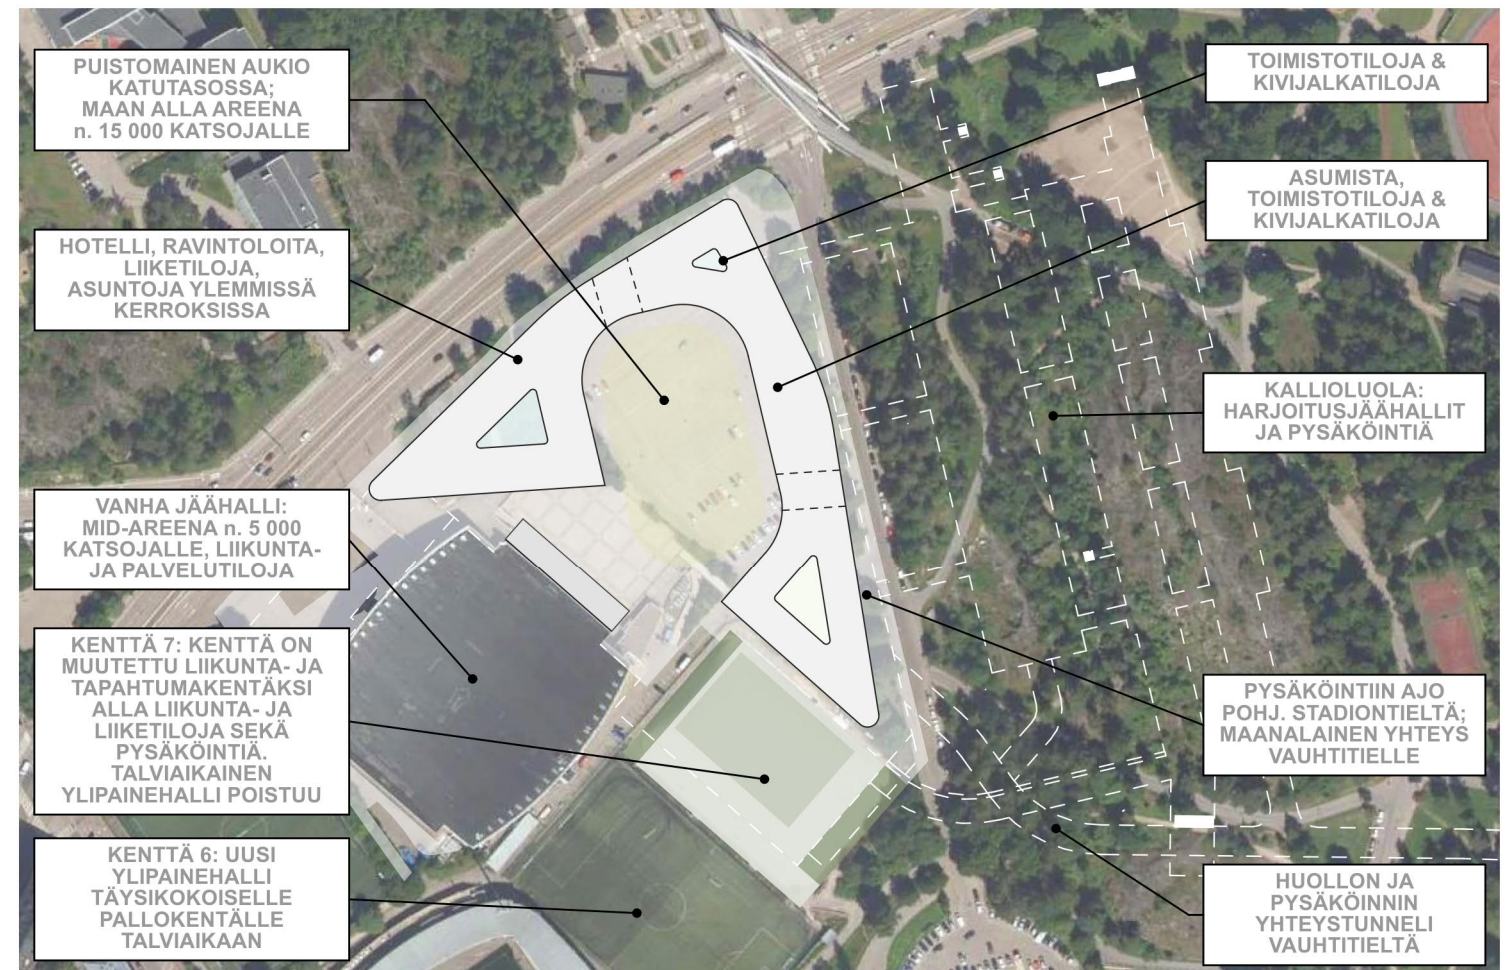 PUISTOMAINEN AUKIO
KATUTASOSSA;
MAAN ALLA AREENA
n. 15 000 KATSOJALLE
HOTELLI, RAVINTOLOITA,
LIIKETILOJA,
ASUNTOJA YLEMMISSÄ
KERROKSISSA
VANHA JÄÄHALLI:
MID-AREENA n. 5 000
KATSOJALLE, LIIKUNTA-
JA PALVELUTILOJA
KENTTÄ 7: KENTTÄ ON
MUUTETTU LIIKUNTA- JA
TAPAHTUMAKENTÄKSI
ALLA LIIKUNTA- JA
LIIKETILOJA SEKÄ
PYSÄKÖINTIÄ.
TALVIAIKAINEN
YLIPAINEHALLI POISTUU
KENTTÄ 6: UUSI
YLIPAINEHALLI
TÄYSIKOKOISELLE
PALLOKENTÄLLE
TALVIAIKAAN
TOIMISTOTILOJA &
KIVIJALKATILOJA
ASUMISTA,
TOIMISTOTILOJA &
KIVIJALKATILOJA
KALLIOLUOLA:
HARJOITUSJÄÄHALLIT
JA PYSÄKÖINTIÄ
PYSÄKÖINTIIN AJO
POHJ. STADIONTIELTÄ;
MAANALAINEN YHTEYS
VAUHTITIELLE
HUOLLON JA
PYSÄKÖINNIN
YHTEYSTUNNELI
VAUHTITIELTÄ